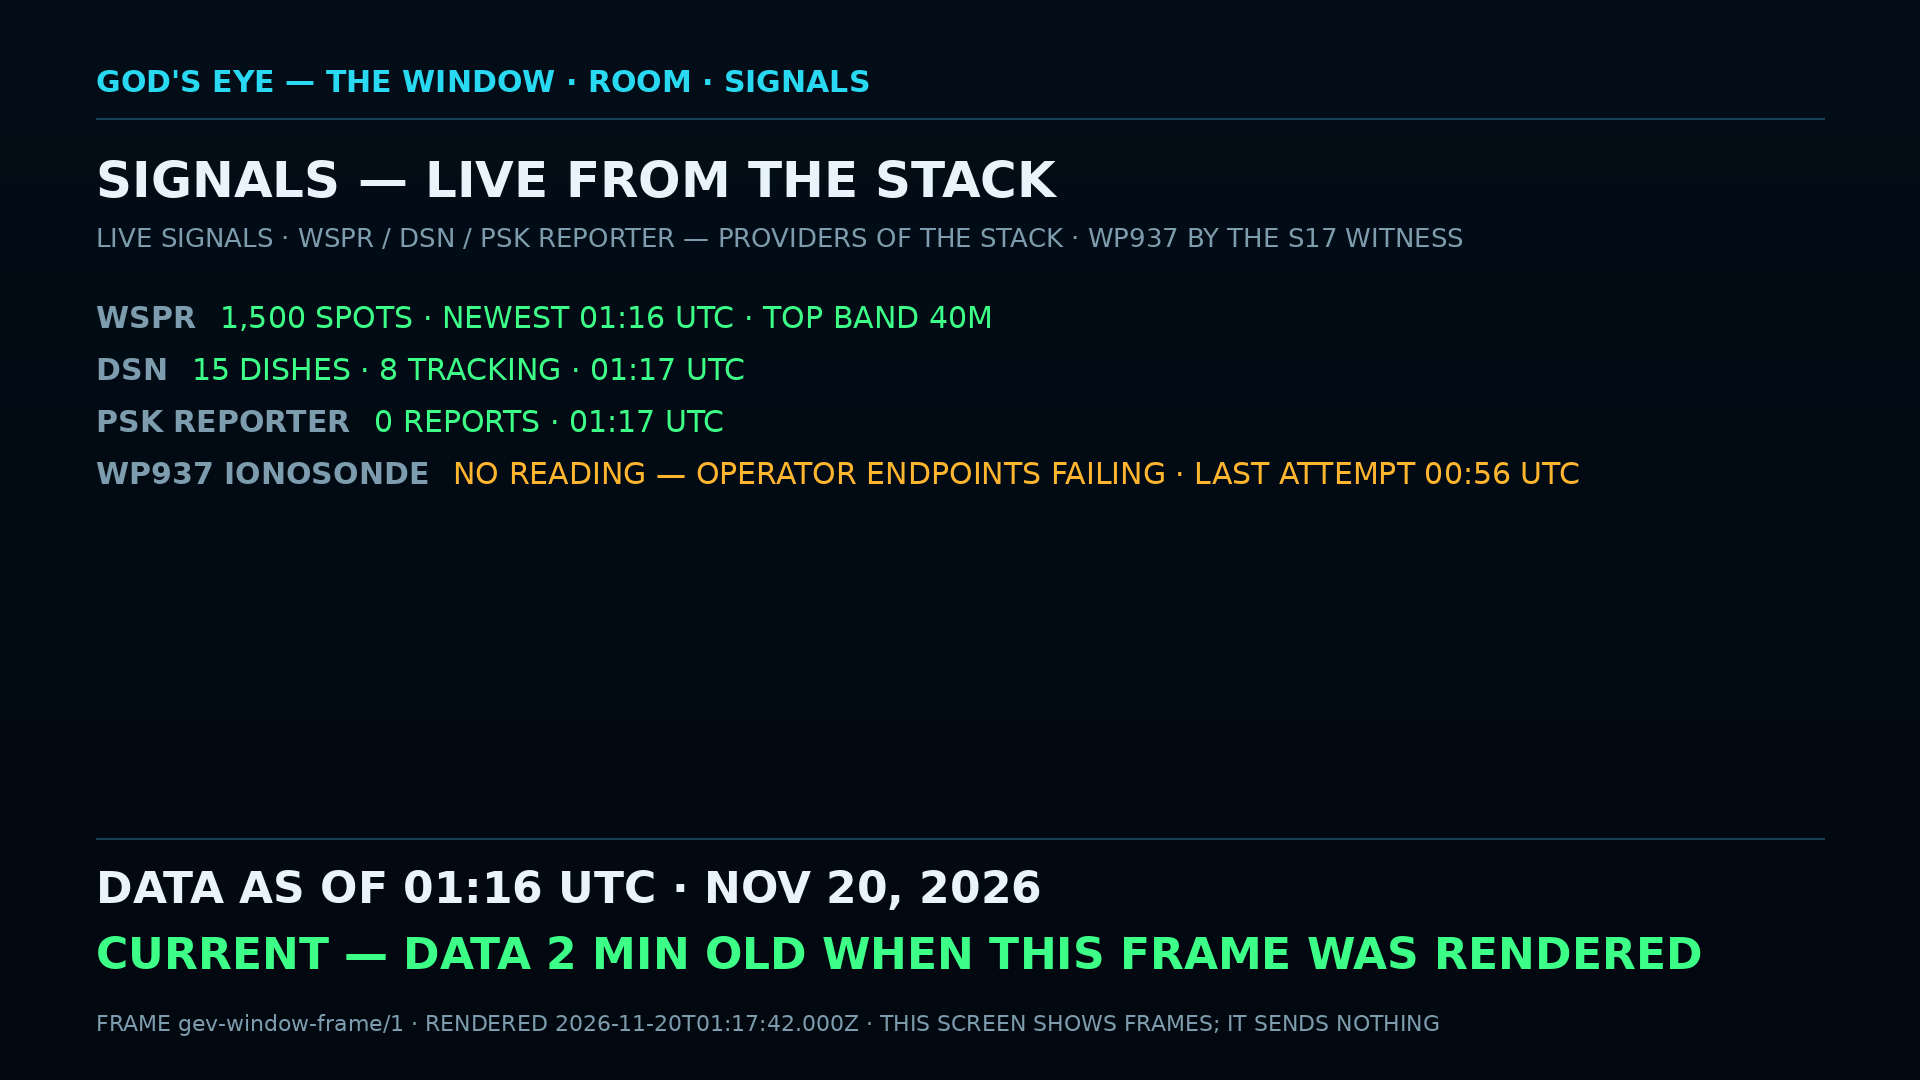 GOD'S EYE — THE WINDOW · ROOM · SIGNALS
SIGNALS — LIVE FROM THE STACK
LIVE SIGNALS · WSPR / DSN / PSK REPORTER — PROVIDERS OF THE STACK · WP937 BY THE S17 WITNESS
WSPR 1,500 SPOTS · NEWEST 01:16 UTC · TOP BAND 40M
DSN 15 DISHES · 8 TRACKING · 01:17 UTC
PSK REPORTER 0 REPORTS · 01:17 UTC
WP937 IONOSONDE NO READING — OPERATOR ENDPOINTS FAILING · LAST ATTEMPT 00:56 UTC
DATA AS OF 01:16 UTC · NOV 20, 2026
CURRENT — DATA 2 MIN OLD WHEN THIS FRAME WAS RENDERED
FRAME gev-window-frame/1 · RENDERED 2026-11-20T01:17:42.000Z · THIS SCREEN SHOWS FRAMES; IT SENDS NOTHING